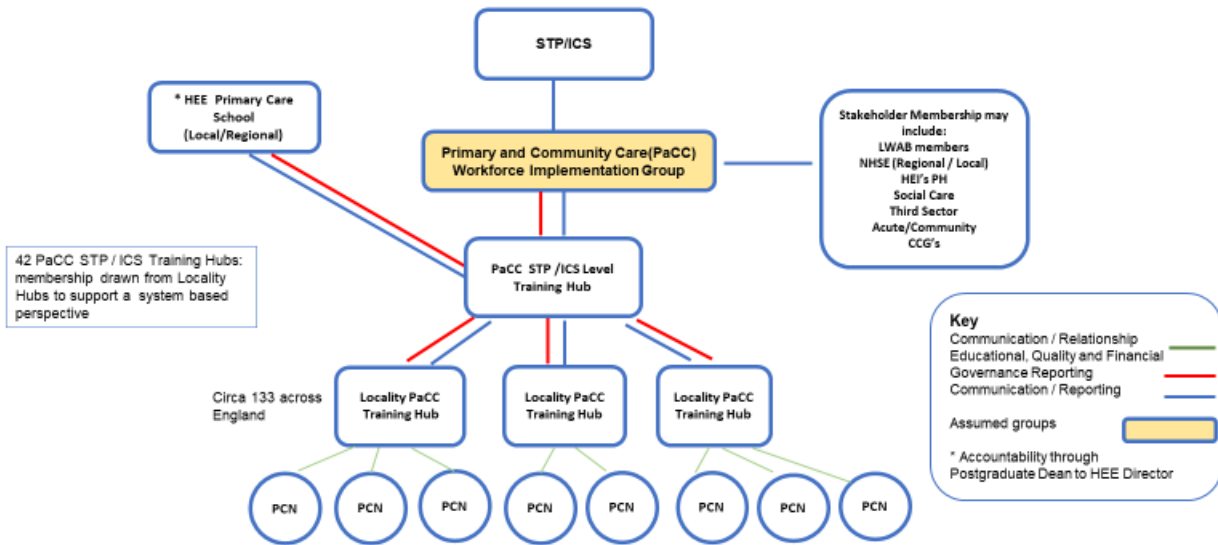 STP/ICS
* HEE Primary Care
School
(Local/Regional)
Primary and Community Care(PaCC)
Workforce Implementation Group
Stakeholder Membership may
include:
LWAB members
NHSE (Regional / Local)
HEI's PH
Social Care
Third Sector
Acute/Community
CCG's
42 PaCC STP / ICS Training Hubs:
membership drawn from Locality
Hubs to support a system based
perspective
PaCC STP /ICS Level
Training Hub
Circa 133 across
England
Locality PaCC
Training Hub
Locality PaCC
Training Hub
Locality PaCC
Training Hub
PCN
PCN
PCN
PCN
PCN
PCN
PCN
PCN
Key
Communication / Relationship
Educational, Quality and Financial
Governance Reporting
Communication / Reporting
Assumed groups
* Accountability through
Postgraduate Dean to HEE Director